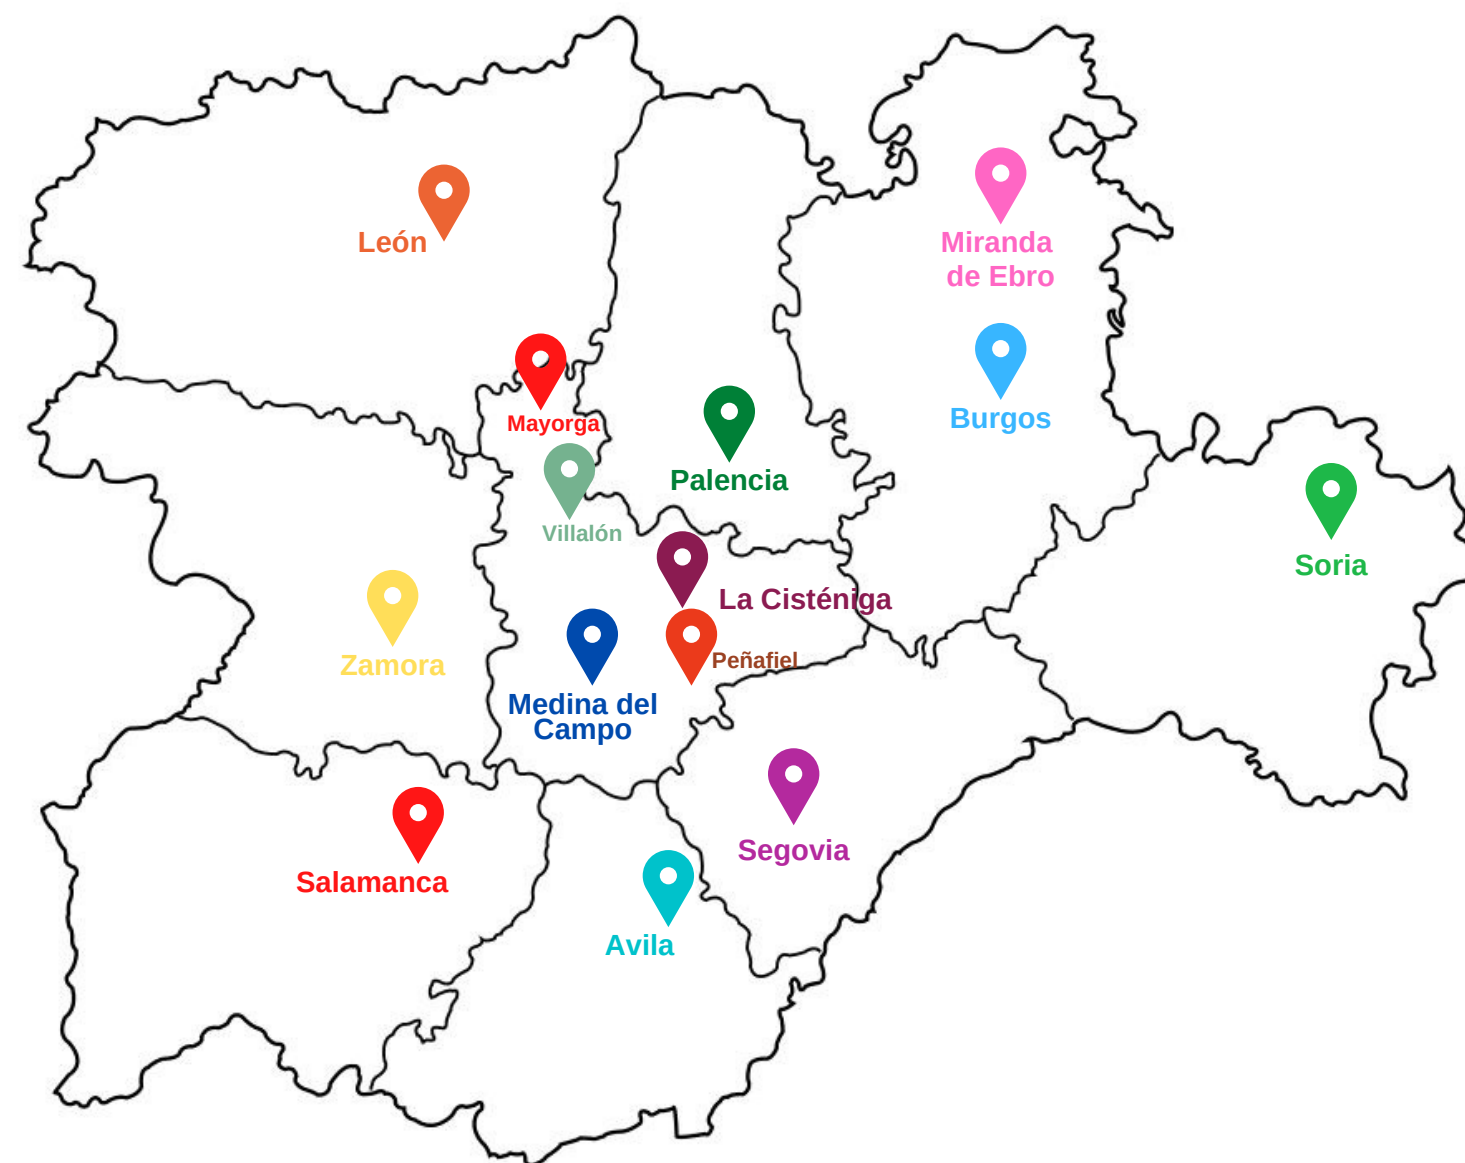 León
Miranda
de Ebro
Mayorga
Burgos
Palencia
Villalón
Soria
La Cisténiga
Zamora
Peñafiel
Medina del
Campo
Segovia
Salamanca
Avila